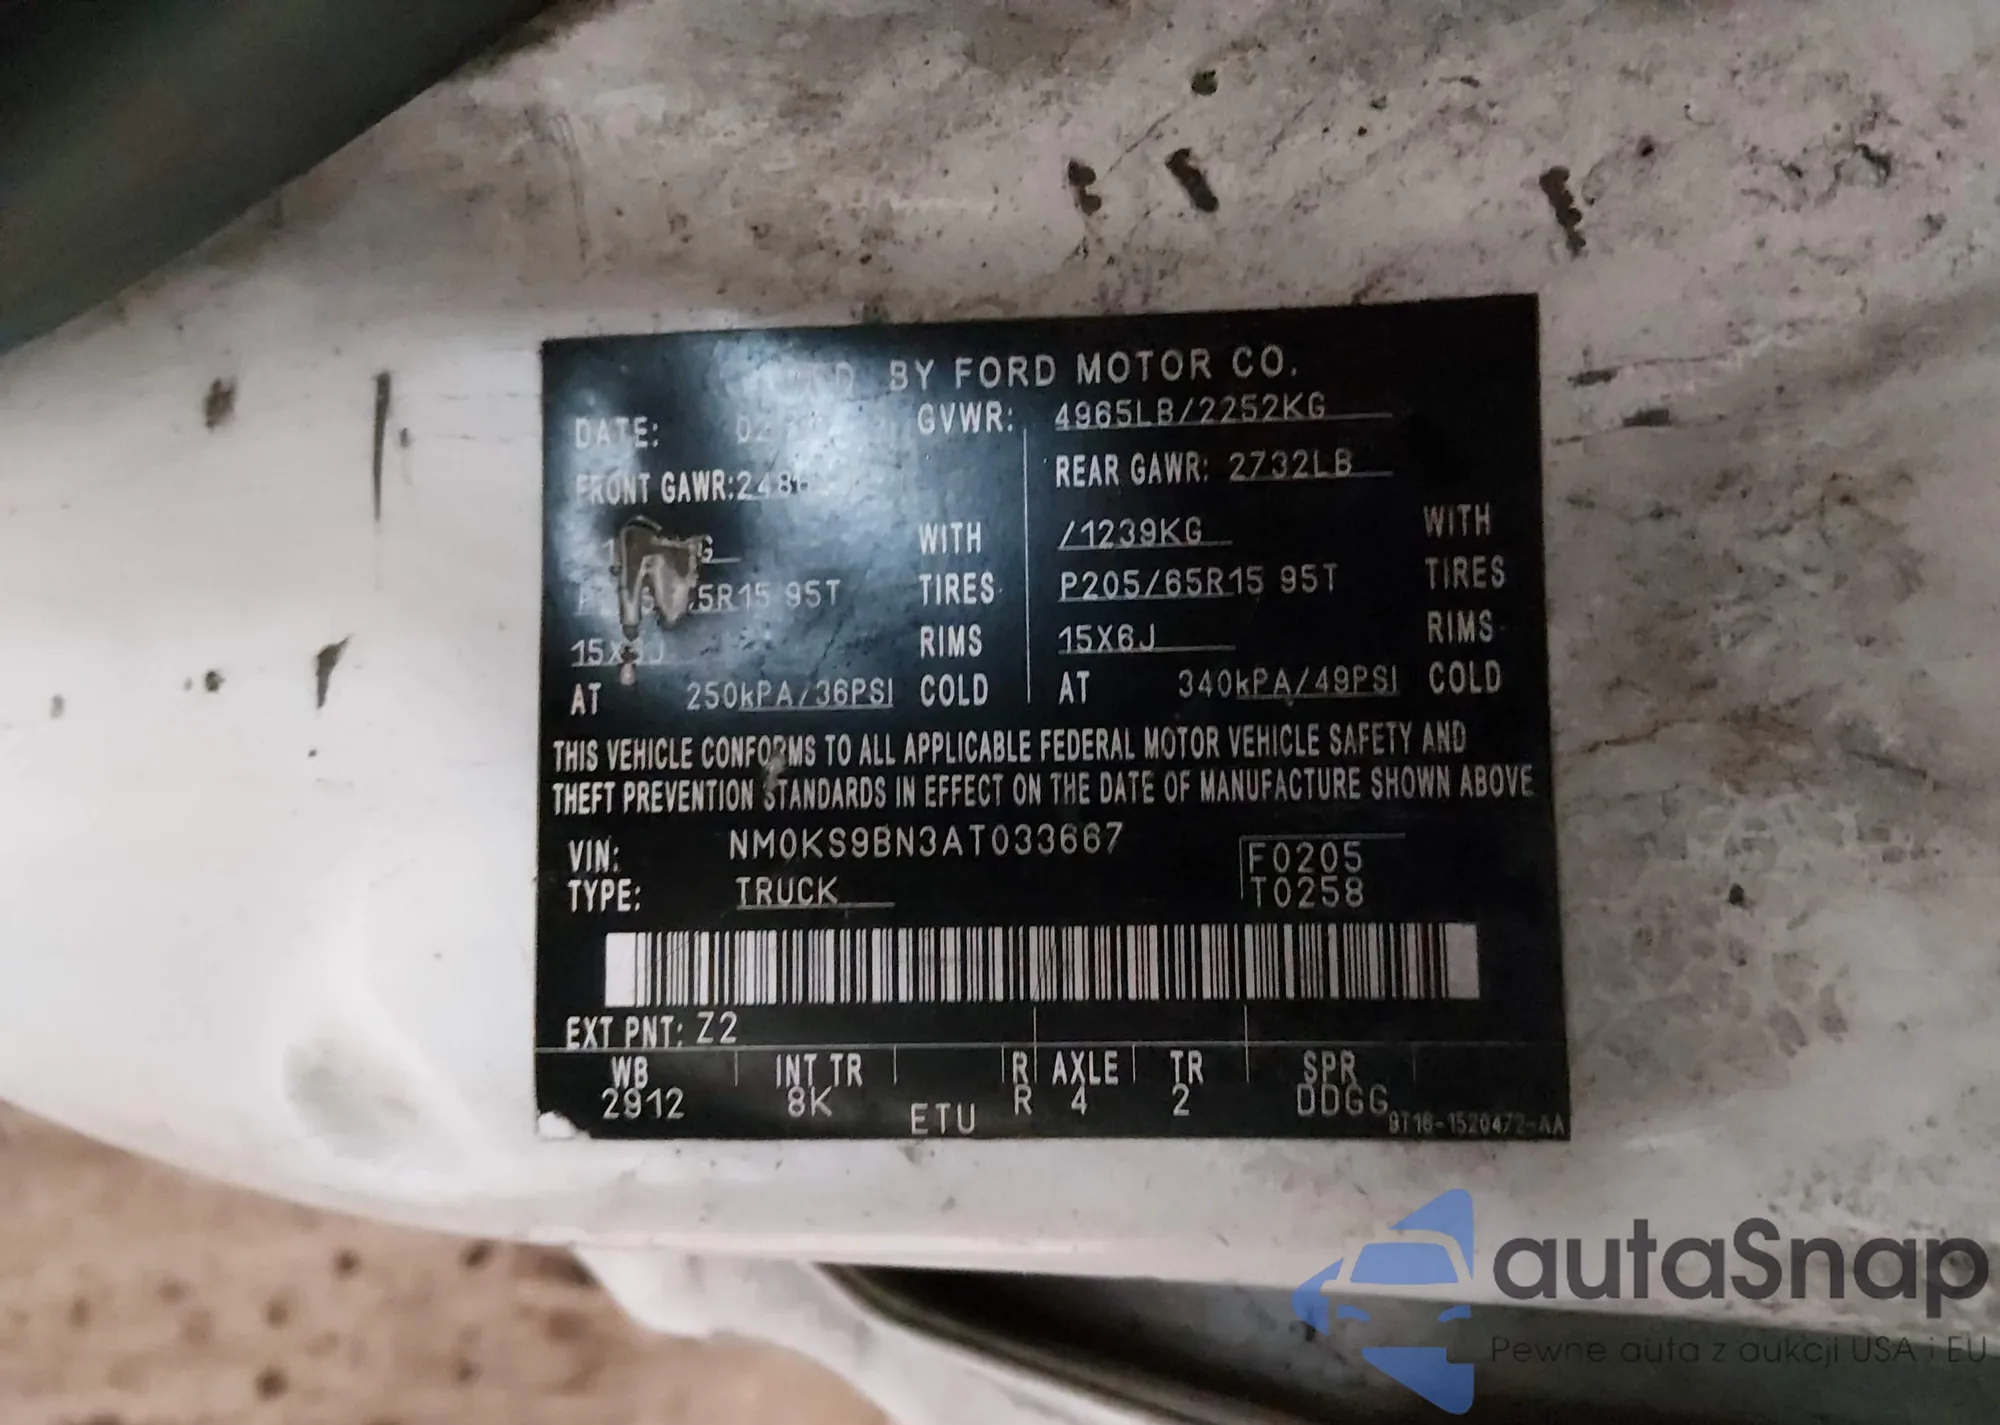 BY FORD MOTOR CO.
DATE: GVWR: 4965LB/2252KG
FRONT GAWR: REAR GAWR: 2732LB
WITH /1239KG WITH
95T TIRES P205/65R15 95T TIRES
RIMS 15X6J RIMS
AT 250kPA/36PSI COLD AT 340kPA/49PSI COLD
THIS VEHICLE CONFORMS TO ALL APPLICABLE FEDERAL MOTOR VEHICLE SAFETY AND
THEFT PREVENTION STANDARDS IN EFFECT ON THE DATE OF MANUFACTURE SHOWN ABOVE
VIN: NM0KS9BN3AT033667 F0205
TYPE: TRUCK T0258
EXT PNT: Z2
WB INT TR R AXLE TR SPR
2912 8K R 4 2 DDGG
ETU 9T16-1520472-AA
autaSnap
Pewne auta z aukcji USA i EU